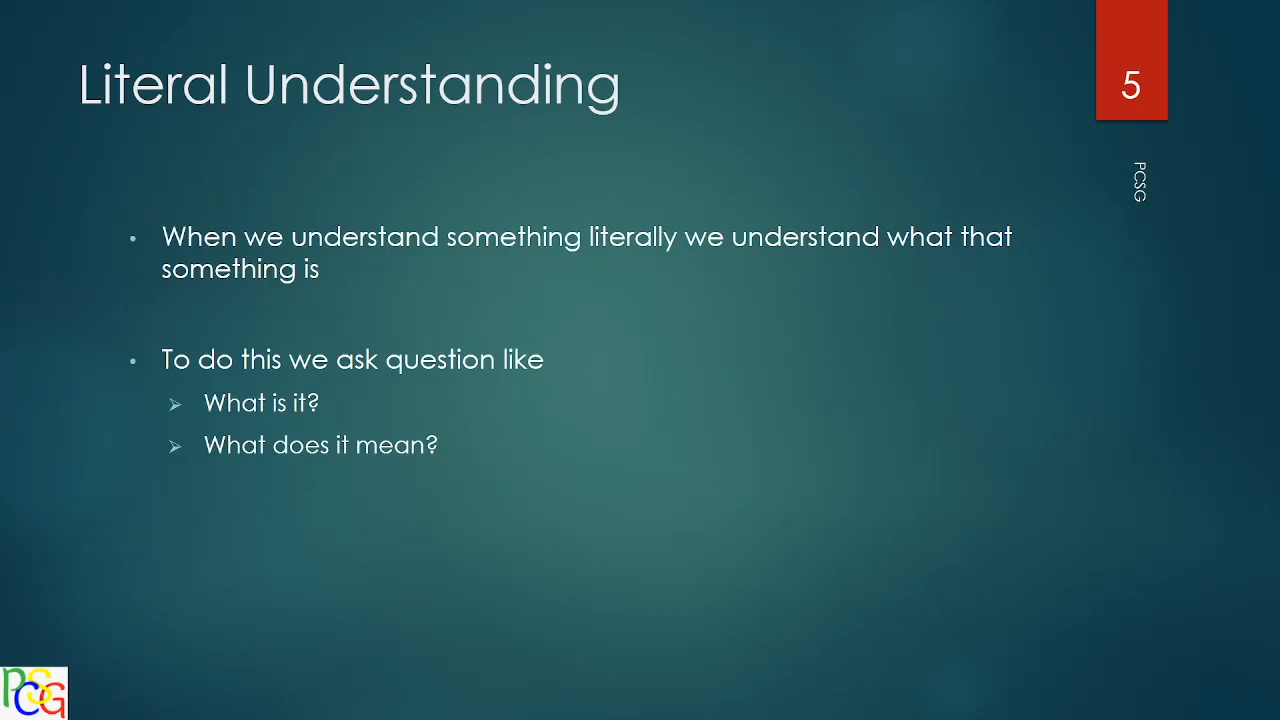 Literal Understanding
5
PCSG
When we understand something literally we understand what that
something is
To do this we ask question like
What is it?
What does it mean?
PCSG